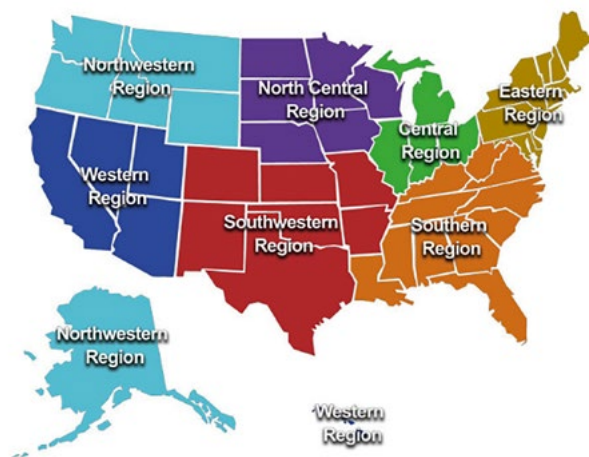 Northwestern
Region
North Central
Region
Eastern
Region
Central
Region
Western
Region
Southwestern
Region
Southern
Region
Northwestern
Region
Western
Region